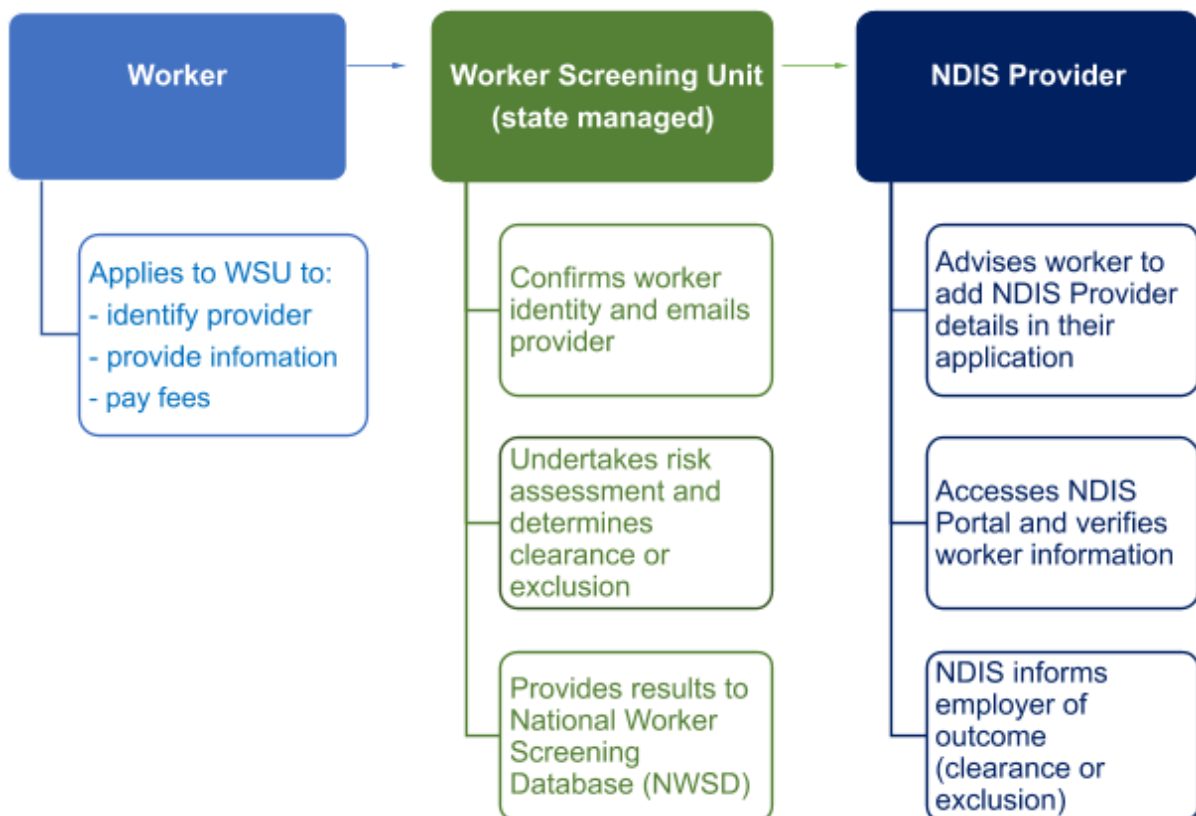 Worker
Worker Screening Unit
(state managed)
NDIS Provider
Applies to WSU to:
- identify provider
- provide infomation
- pay fees
Confirms worker
identity and emails
provider
Undertakes risk
assessment and
determines
clearance or
exclusion
Provides results to
National Worker
Screening
Database (NWSD)
Advises worker to
add NDIS Provider
details in their
application
Accesses NDIS
Portal and verifies
worker information
NDIS informs
employer of
outcome
(clearance or
exclusion)